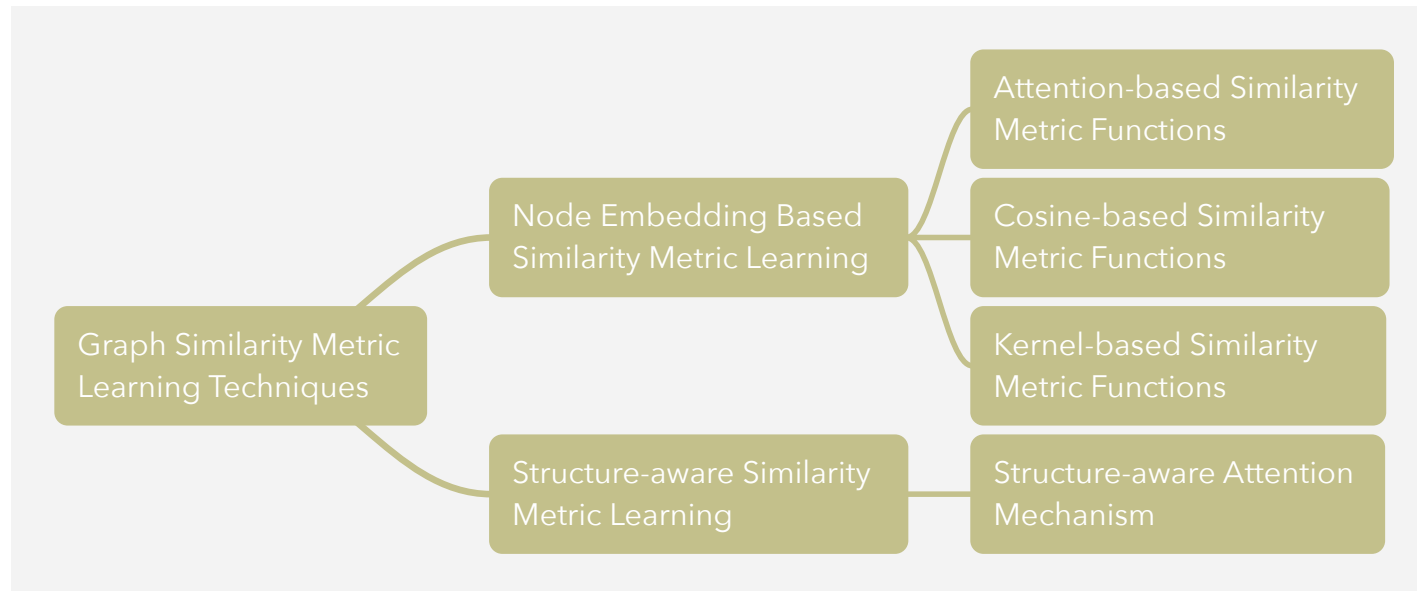 Graph Similarity Metric
Learning Techniques
Node Embedding Based
Similarity Metric Learning
Attention-based Similarity
Metric Functions
Cosine-based Similarity
Metric Functions
Kernel-based Similarity
Metric Functions
Structure-aware Similarity
Metric Learning
Structure-aware Attention
Mechanism